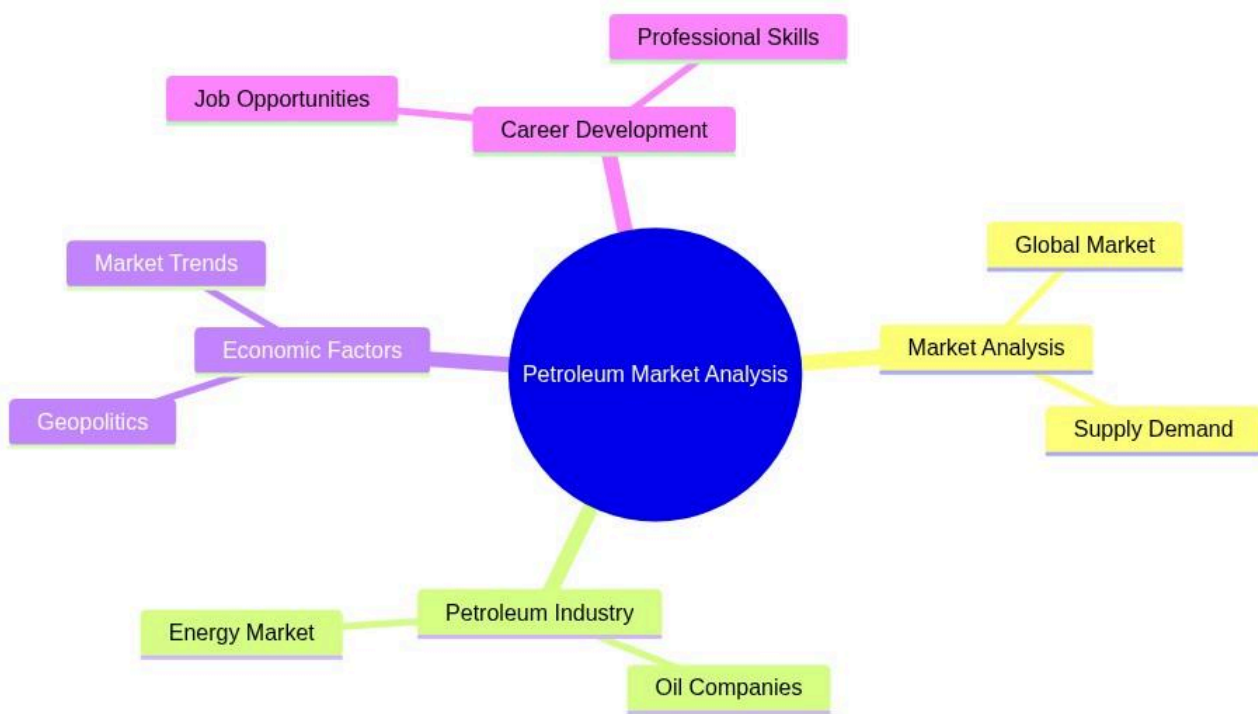 Professional Skills
Job Opportunities
Career Development
Global Market
Market Trends
Market Analysis
Economic Factors
Petroleum Market Analysis
Geopolitics
Supply Demand
Petroleum Industry
Energy Market
Oil Companies